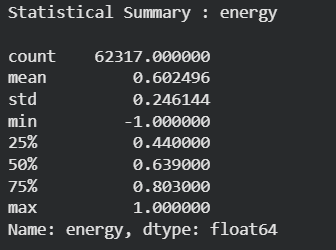 Statistical Summary : energy
count 62317.000000
mean 0.602496
std 0.246144
min -1.000000
25% 0.440000
50% 0.639000
75% 0.803000
max 1.000000
Name: energy, dtype: float64